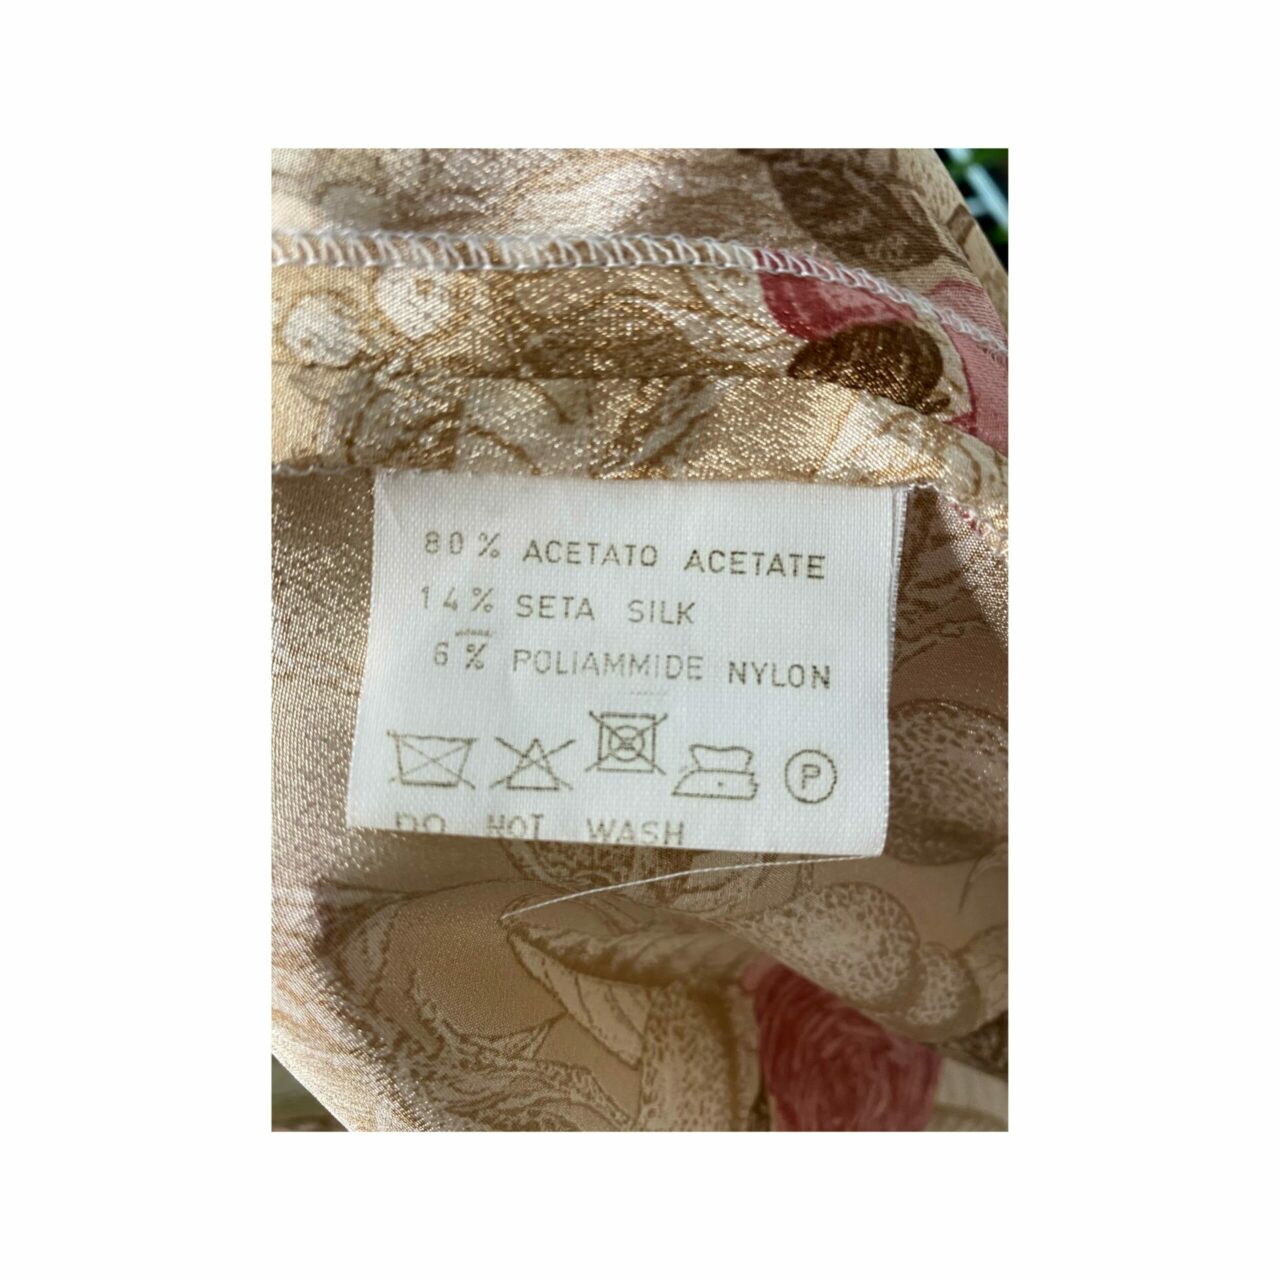 80% ACETATO ACETATE
14% SETA SILK
6% POLIAMMIDE NYLON
P
DO NOT WASH